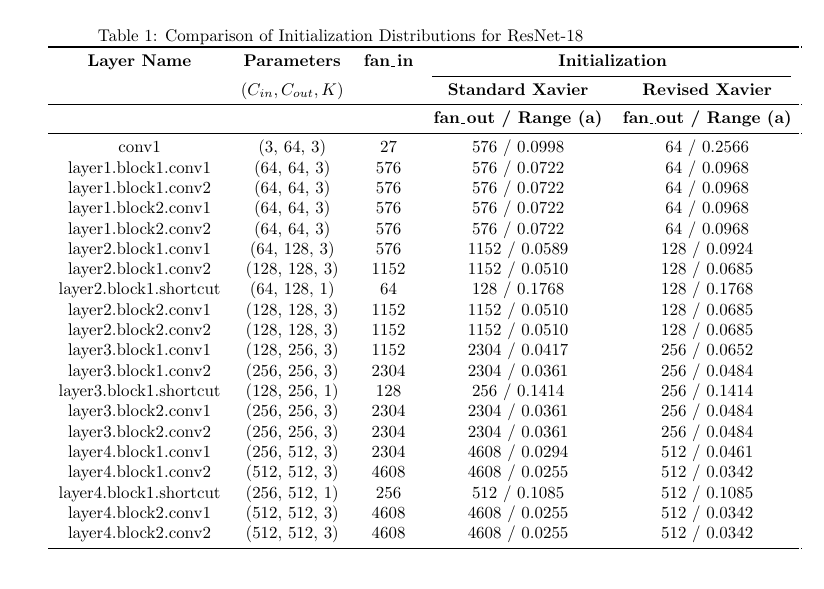 Table 1: Comparison of Initialization Distributions for ResNet-18
Layer Name Parameters fan_in Initialization
(C_in, C_out, K) Standard Xavier Revised Xavier
fan_out / Range (a) fan_out / Range (a)
conv1 (3, 64, 3) 27 576 / 0.0998 64 / 0.2566
layer1.block1.conv1 (64, 64, 3) 576 576 / 0.0722 64 / 0.0968
layer1.block1.conv2 (64, 64, 3) 576 576 / 0.0722 64 / 0.0968
layer1.block2.conv1 (64, 64, 3) 576 576 / 0.0722 64 / 0.0968
layer1.block2.conv2 (64, 64, 3) 576 576 / 0.0722 64 / 0.0968
layer2.block1.conv1 (64, 128, 3) 576 1152 / 0.0589 128 / 0.0924
layer2.block1.conv2 (128, 128, 3) 1152 1152 / 0.0510 128 / 0.0685
layer2.block1.shortcut (64, 128, 1) 64 128 / 0.1768 128 / 0.1768
layer2.block2.conv1 (128, 128, 3) 1152 1152 / 0.0510 128 / 0.0685
layer2.block2.conv2 (128, 128, 3) 1152 1152 / 0.0510 128 / 0.0685
layer3.block1.conv1 (128, 256, 3) 1152 2304 / 0.0417 256 / 0.0652
layer3.block1.conv2 (256, 256, 3) 2304 2304 / 0.0361 256 / 0.0484
layer3.block1.shortcut (128, 256, 1) 128 256 / 0.1414 256 / 0.1414
layer3.block2.conv1 (256, 256, 3) 2304 2304 / 0.0361 256 / 0.0484
layer3.block2.conv2 (256, 256, 3) 2304 2304 / 0.0361 256 / 0.0484
layer4.block1.conv1 (256, 512, 3) 2304 4608 / 0.0294 512 / 0.0461
layer4.block1.conv2 (512, 512, 3) 4608 4608 / 0.0255 512 / 0.0342
layer4.block1.shortcut (256, 512, 1) 256 512 / 0.1085 512 / 0.1085
layer4.block2.conv1 (512, 512, 3) 4608 4608 / 0.0255 512 / 0.0342
layer4.block2.conv2 (512, 512, 3) 4608 4608 / 0.0255 512 / 0.0342